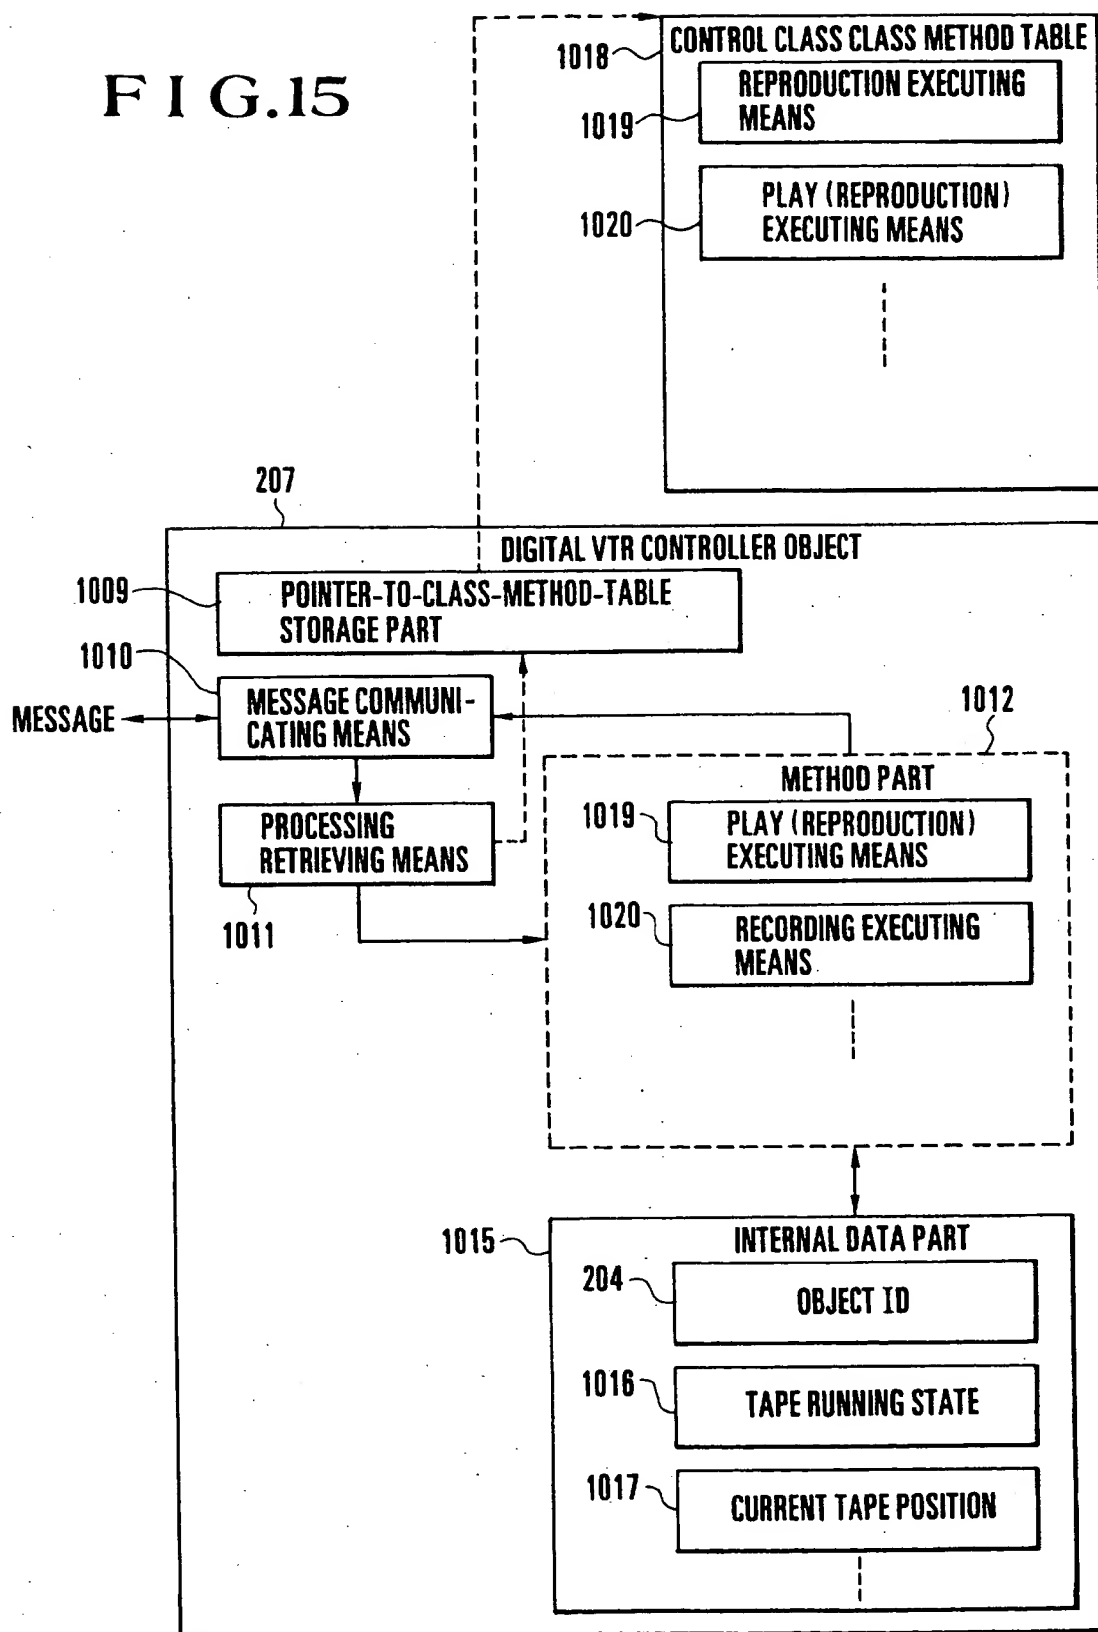 FIG.15
1018
CONTROL CLASS CLASS METHOD TABLE
1019
REPRODUCTION EXECUTING
MEANS
1020
PLAY (REPRODUCTION)
EXECUTING MEANS
207
DIGITAL VTR CONTROLLER OBJECT
1009
POINTER-TO-CLASS-METHOD-TABLE
STORAGE PART
1010
MESSAGE
MESSAGE COMMUNI-
CATING MEANS
1012
METHOD PART
PROCESSING
RETRIEVING MEANS
1011
1019
PLAY (REPRODUCTION)
EXECUTING MEANS
1020
RECORDING EXECUTING
MEANS
1015
INTERNAL DATA PART
204
OBJECT ID
1016
TAPE RUNNING STATE
1017
CURRENT TAPE POSITION